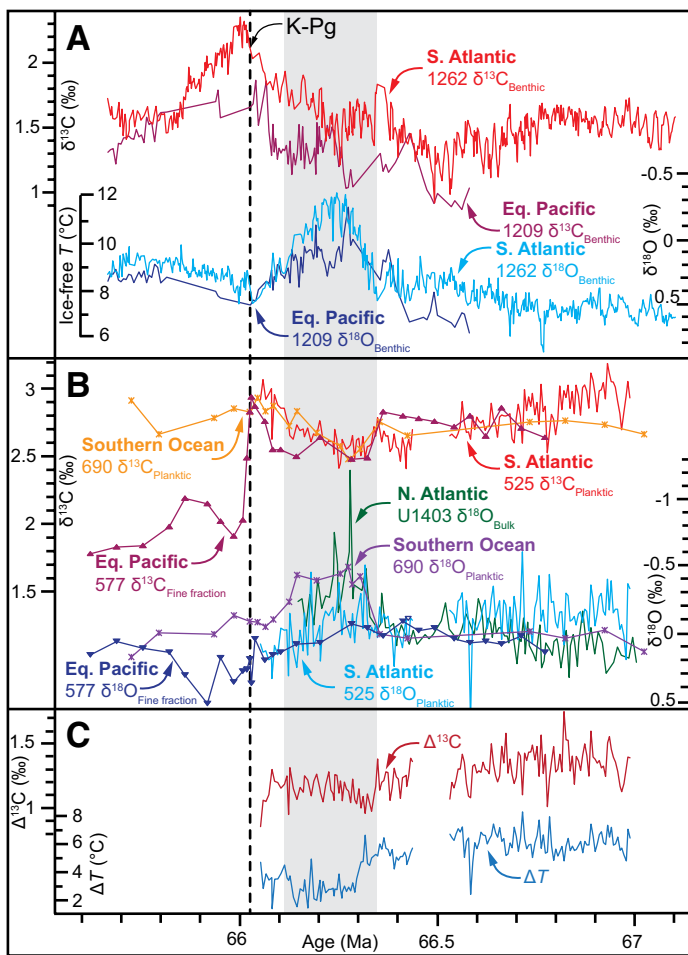 A
K-Pg
S. Atlantic
1262 δ13CBenthic
2
1.5
1
δ13C (‰)
-0.5
0
0.5
δ18O (‰)
12
10
8
6
Ice-free T (°C)
Eq. Pacific
1209 δ13CBenthic
S. Atlantic
1262 δ18OBenthic
Eq. Pacific
1209 δ18OBenthic
B
3
2.5
2
1.5
δ13C (‰)
Southern Ocean
690 δ13CPlanktic
S. Atlantic
525 δ13CPlanktic
N. Atlantic
U1403 δ18OBulk
Southern Ocean
690 δ18OPlanktic
Eq. Pacific
577 δ13CFine fraction
-1
-0.5
0
0.5
δ18O (‰)
Eq. Pacific
577 δ18OFine fraction
S. Atlantic
525 δ18OPlanktic
C
1.5
1
Δ13C (‰)
Δ13C
8
6
4
2
ΔT (°C)
ΔT
66
Age (Ma)
66.5
67